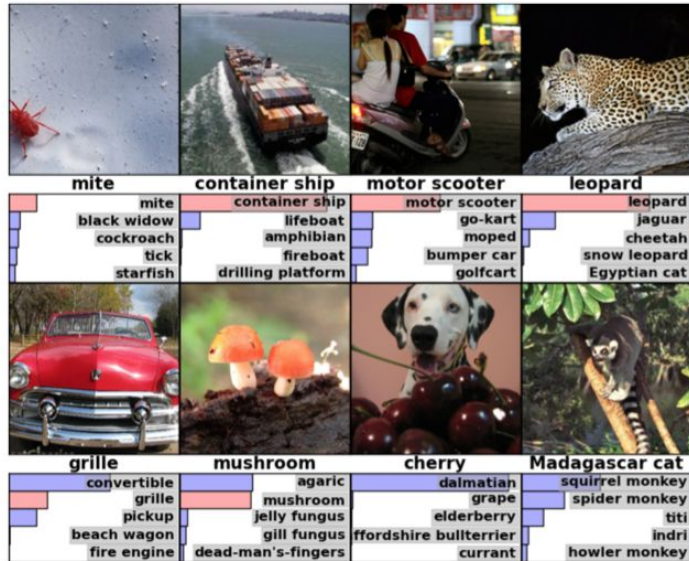 mite
container ship
motor scooter
leopard
mite
black widow
cockroach
tick
starfish
container ship
lifeboat
amphibian
fireboat
drilling platform
motor scooter
go-kart
moped
bumper car
golfcart
leopard
jaguar
cheetah
snow leopard
Egyptian cat
grille
mushroom
cherry
Madagascar cat
convertible
grille
pickup
beach wagon
fire engine
agaric
mushroom
jelly fungus
gill fungus
dead-man's-fingers
dalmatian
grape
elderberry
ffordshire bullterrier
currant
squirrel monkey
spider monkey
titi
indri
howler monkey